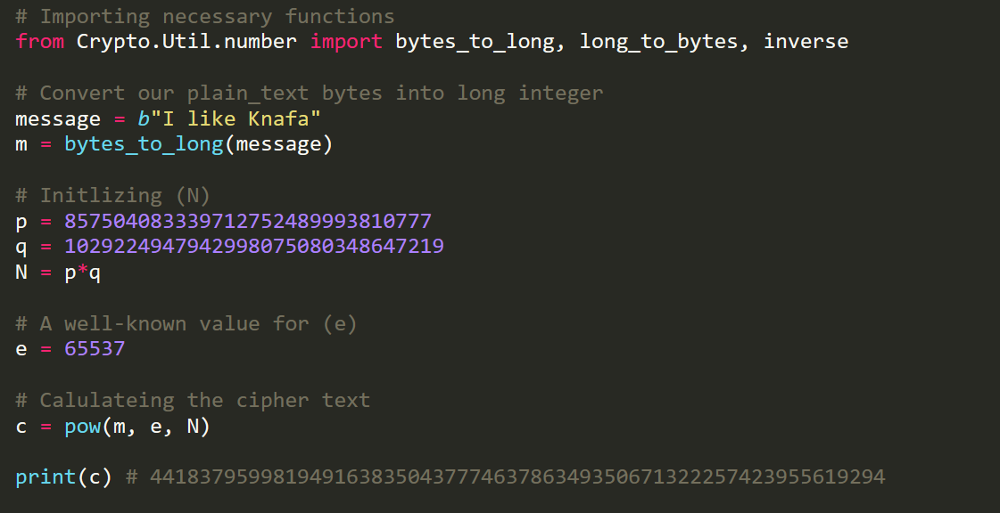 # Importing necessary functions
from Crypto.Util.number import bytes_to_long, long_to_bytes, inverse
# Convert our plain_text bytes into long integer
message = b"I like Knafa"
m = bytes_to_long(message)
# Initlizing (N)
p = 857504083339712752489993810777
q = 1029224947942998075080348647219
N = p*q
# A well-known value for (e)
e = 65537
# Calulateing the cipher text
c = pow(m, e, N)
print(c) # 441837959981949163835043777463786349350671322257423955619294